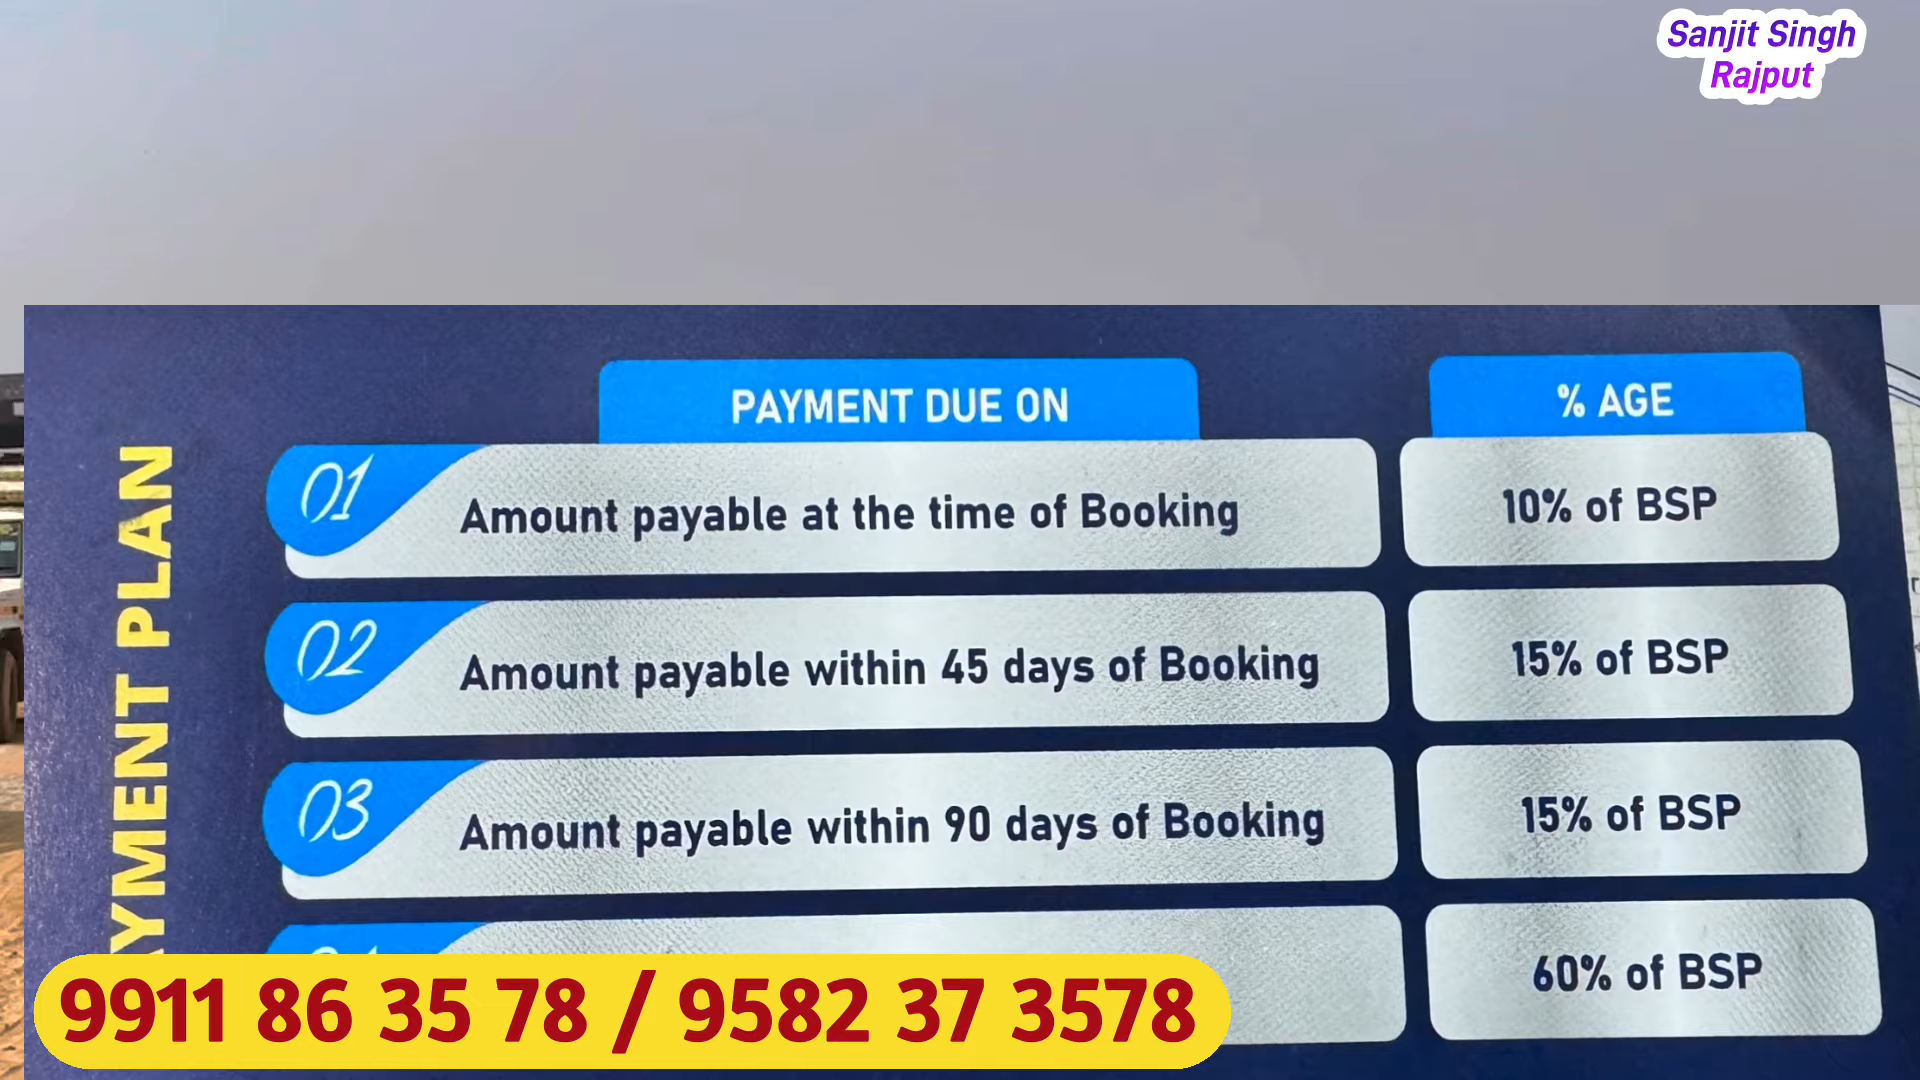 Sanjit Singh
Rajput
PAYMENT DUE ON
% AGE
PAYMENT PLAN
01
Amount payable at the time of Booking
10% of BSP
02
Amount payable within 45 days of Booking
15% of BSP
03
Amount payable within 90 days of Booking
15% of BSP
60% of BSP
9911 86 35 78 / 9582 37 3578